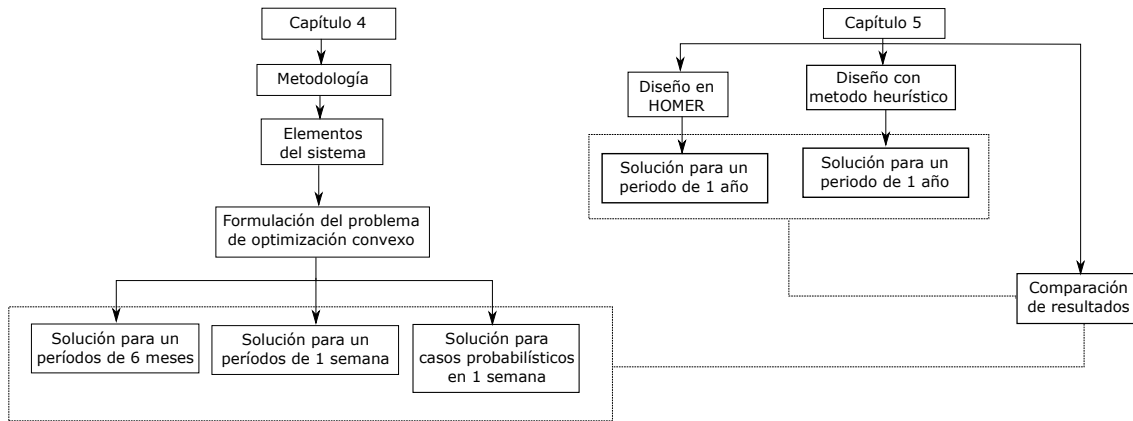 Capítulo 4
Metodología
Elementos
del sistema
Formulación del problema
de optimización convexo
Solución para un
períodos de 6 meses
Solución para un
períodos de 1 semana
Solución para
casos probabilísticos
en 1 semana
Capítulo 5
Diseño en
HOMER
Diseño con
metodo heurístico
Solución para un
periodo de 1 año
Solución para un
periodo de 1 año
Comparación
de resultados